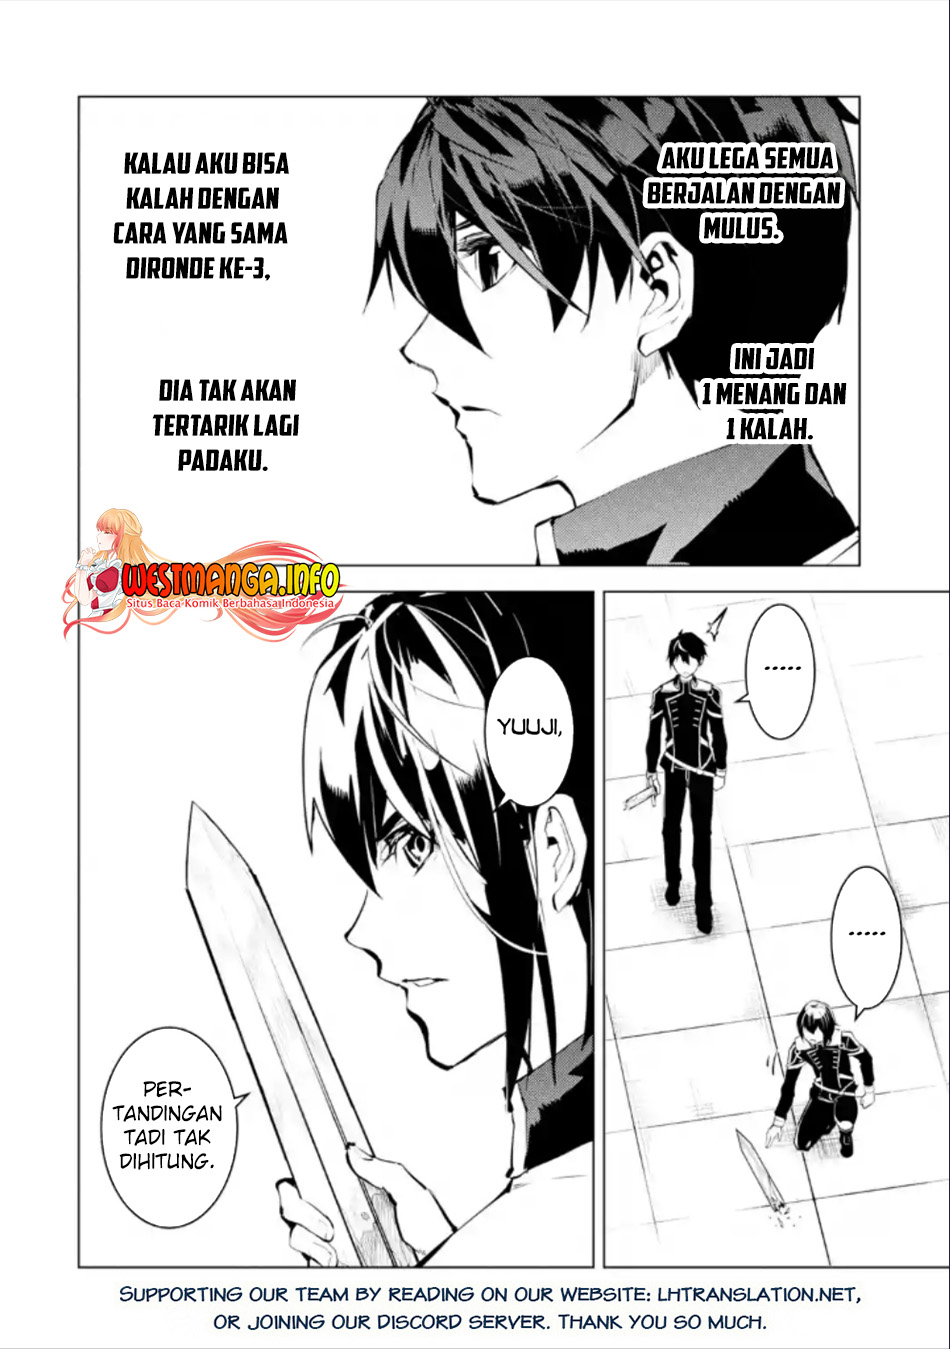 AKU LEGA SEMUA
BERJALAN DENGAN
MULUS.
INI JADI
1 MENANG DAN
1 KALAH.
KALAU AKU BISA
KALAH DENGAN
CARA YANG SAMA
DIRONDE KE-3,
DIA TAK AKAN
TERTARIK LAGI
PADAKU.
WESTMANGA.INFO
Situs Baca Komik Berbahasa Indonesia
.....
.....
YUUJI,
PER-
TANDINGAN
TADI TAK
DIHITUNG.
SUPPORTING OUR TEAM BY READING ON OUR WEBSITE: LHTRANSLATION.NET,
OR JOINING OUR DISCORD SERVER. THANK YOU SO MUCH.